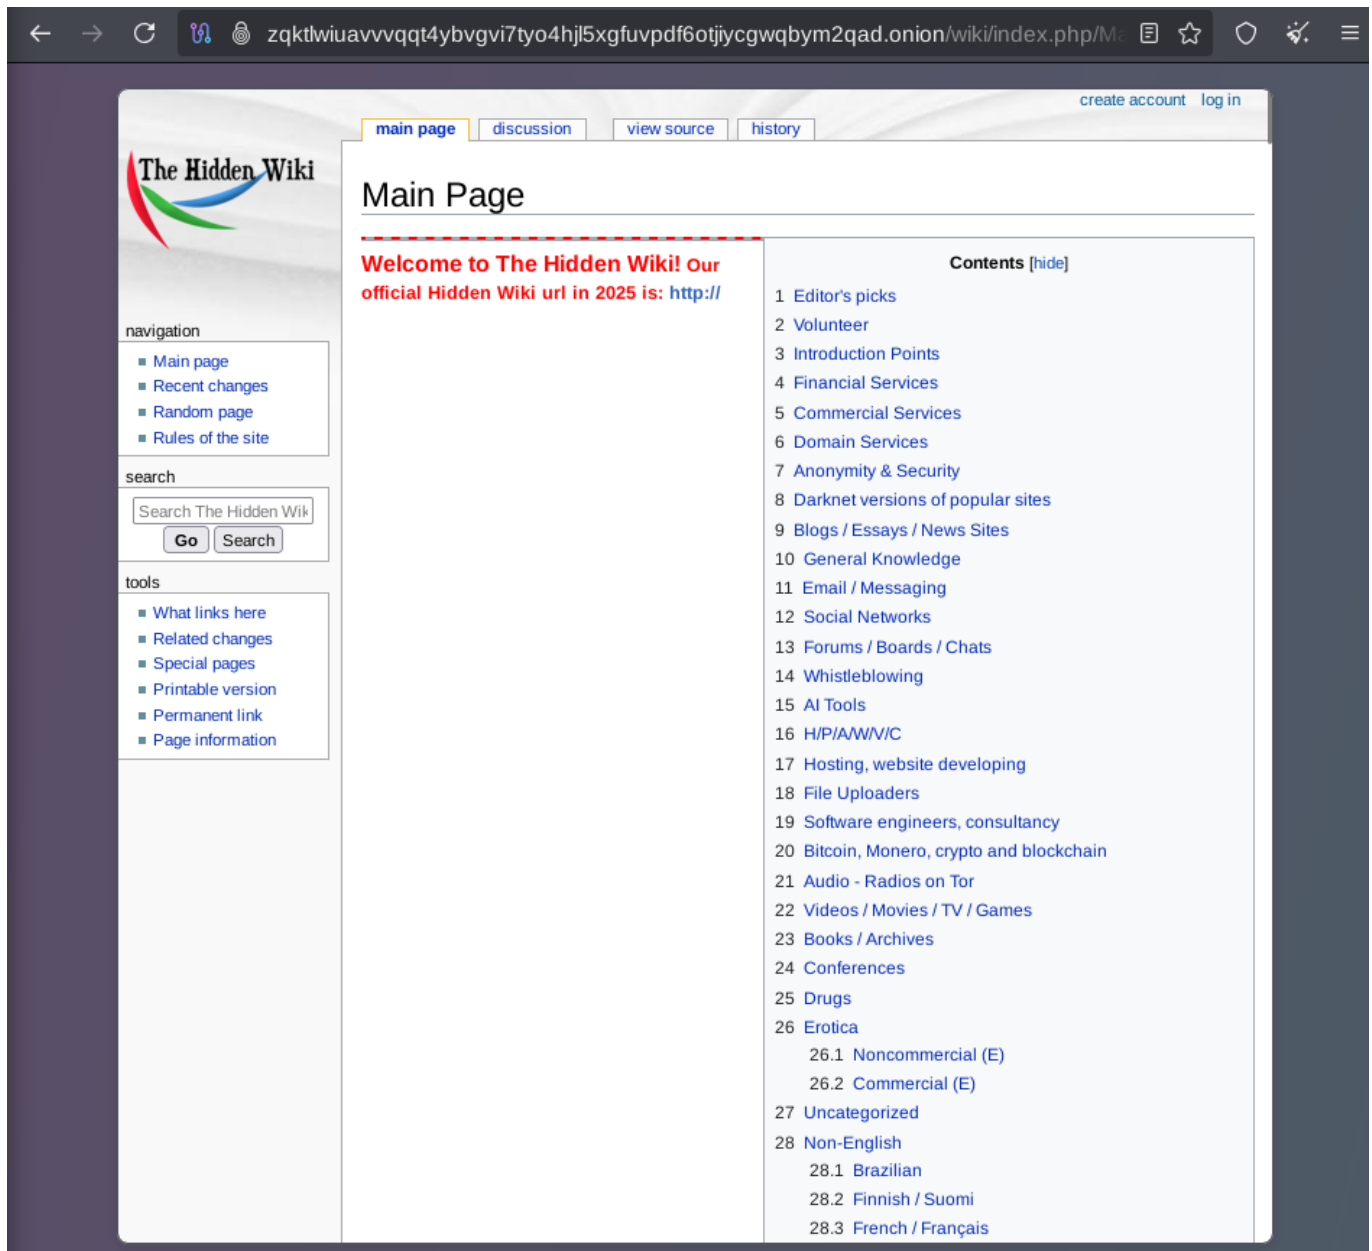 zqktlwiuavvvqqt4ybvgvi7tyo4hjl5xgfuvpdf6otjiycgwqbym2qad.onion/wiki/index.php/Ma
create account log in
main page discussion view source history
The Hidden Wiki
Main Page
Welcome to The Hidden Wiki! Our
official Hidden Wiki url in 2025 is: http://
navigation
Main page
Recent changes
Random page
Rules of the site
search
Search The Hidden Wik
Go Search
tools
What links here
Related changes
Special pages
Printable version
Permanent link
Page information
Contents [hide]
1 Editor's picks
2 Volunteer
3 Introduction Points
4 Financial Services
5 Commercial Services
6 Domain Services
7 Anonymity & Security
8 Darknet versions of popular sites
9 Blogs / Essays / News Sites
10 General Knowledge
11 Email / Messaging
12 Social Networks
13 Forums / Boards / Chats
14 Whistleblowing
15 AI Tools
16 H/P/A/W/V/C
17 Hosting, website developing
18 File Uploaders
19 Software engineers, consultancy
20 Bitcoin, Monero, crypto and blockchain
21 Audio - Radios on Tor
22 Videos / Movies / TV / Games
23 Books / Archives
24 Conferences
25 Drugs
26 Erotica
26.1 Noncommercial (E)
26.2 Commercial (E)
27 Uncategorized
28 Non-English
28.1 Brazilian
28.2 Finnish / Suomi
28.3 French / Français